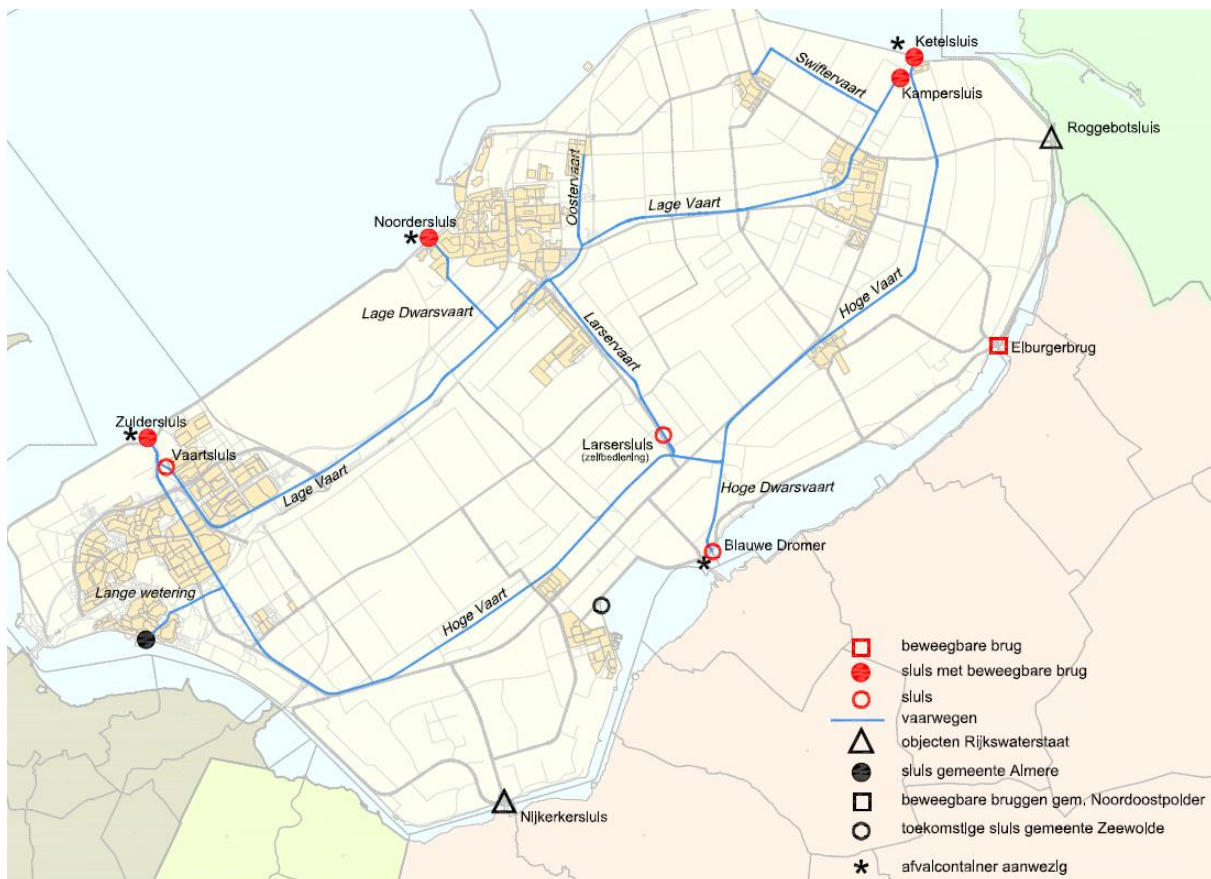 Ketelsluis
*
Swiftervaart
Kampersluis
Roggebotsluis
Oostervaart
Lage Vaart
Noordersluis
*
Hoge Vaart
Lage Dwarsvaart
Larservaart
Elburgerbrug
Zuidersluis
*
Vaartsluis
Larsersluis
(zelfbediening)
Lage Vaart
Hoge Dwarsvaart
Blauwe Dromer
*
Lange wetering
Hoge Vaart
Nijkerkersluis
beweegbare brug
sluis met beweegbare brug
sluis
vaarwegen
objecten Rijkswaterstaat
sluis gemeente Almere
beweegbare bruggen gem. Noordoostpolder
toekomstige sluis gemeente Zeewolde
* afvalcontainer aanwezig